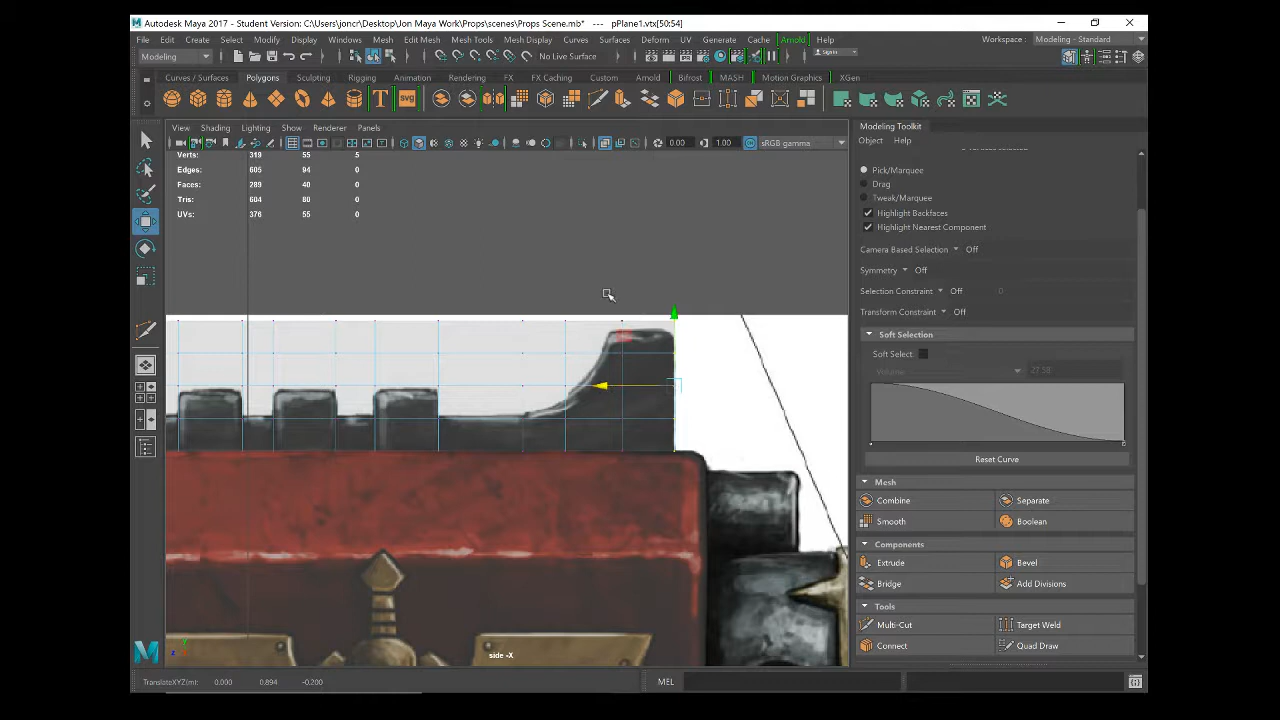 Autodesk Maya 2017 - Student Version: C:\Users\joncr\Desktop\Jon Maya Work\Props\scenes\Props Scene.mb* --- pPlane1.vtx[50:54]
File Edit Create Select Modify Display Windows Mesh Edit Mesh Mesh Tools Mesh Display Curves Surfaces Deform UV Generate Cache Arnold Help Workspace : Modeling - Standard
Modeling No Live Surface Sign In
Curves / Surfaces Polygons Sculpting Rigging Animation Rendering FX FX Caching Custom Arnold Bifrost MASH Motion Graphics XGen
T svg
View Shading Lighting Show Renderer Panels
0.00 1.00 sRGB gamma
Verts: 319 55 5
Edges: 605 94 0
Faces: 289 40 0
Tris: 604 80 0
UVs: 376 55 0
side -X
Modeling Toolkit
Object Help
Pick/Marquee
Drag
Tweak/Marquee
Highlight Backfaces
Highlight Nearest Component
Camera Based Selection Off
Symmetry Off
Selection Constraint Off 0
Transform Constraint Off
Soft Selection
Soft Select
Volume 27.58
Reset Curve
Mesh
Combine Separate
Smooth Boolean
Components
Extrude Bevel
Bridge Add Divisions
Tools
Multi-Cut Target Weld
Connect Quad Draw
TranslateXYZ(m): 0.000 0.894 -0.200 MEL